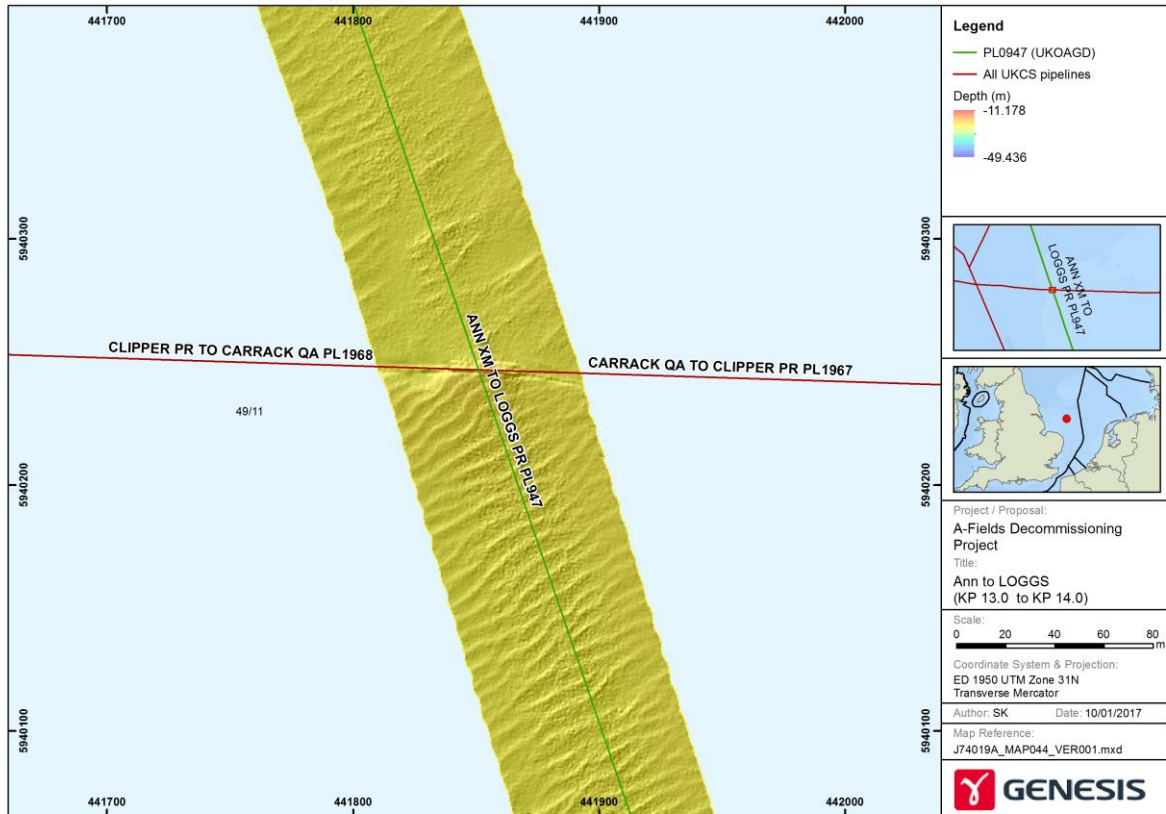 441700
441800
441900
442000
5940300
5940200
5940100
CLIPPER PR TO CARRACK QA PL1968
CARRACK QA TO CLIPPER PR PL1967
ANN XM TO LOGGS PR PL947
49/11
5940300
5940200
5940100
441700
441800
441900
442000
Legend
PL0947 (UKOAGD)
All UKCS pipelines
Depth (m)
-11.178
-49.436
ANN XM TO
LOGGS PR PL947
Project / Proposal:
A-Fields Decommissioning
Project
Title:
Ann to LOGGS
(KP 13.0 to KP 14.0)
Scale:
0 20 40 60 80
m
Coordinate System & Projection:
ED 1950 UTM Zone 31N
Transverse Mercator
Author: SK Date: 10/01/2017
Map Reference:
J74019A_MAP044_VER001.mxd
GENESIS